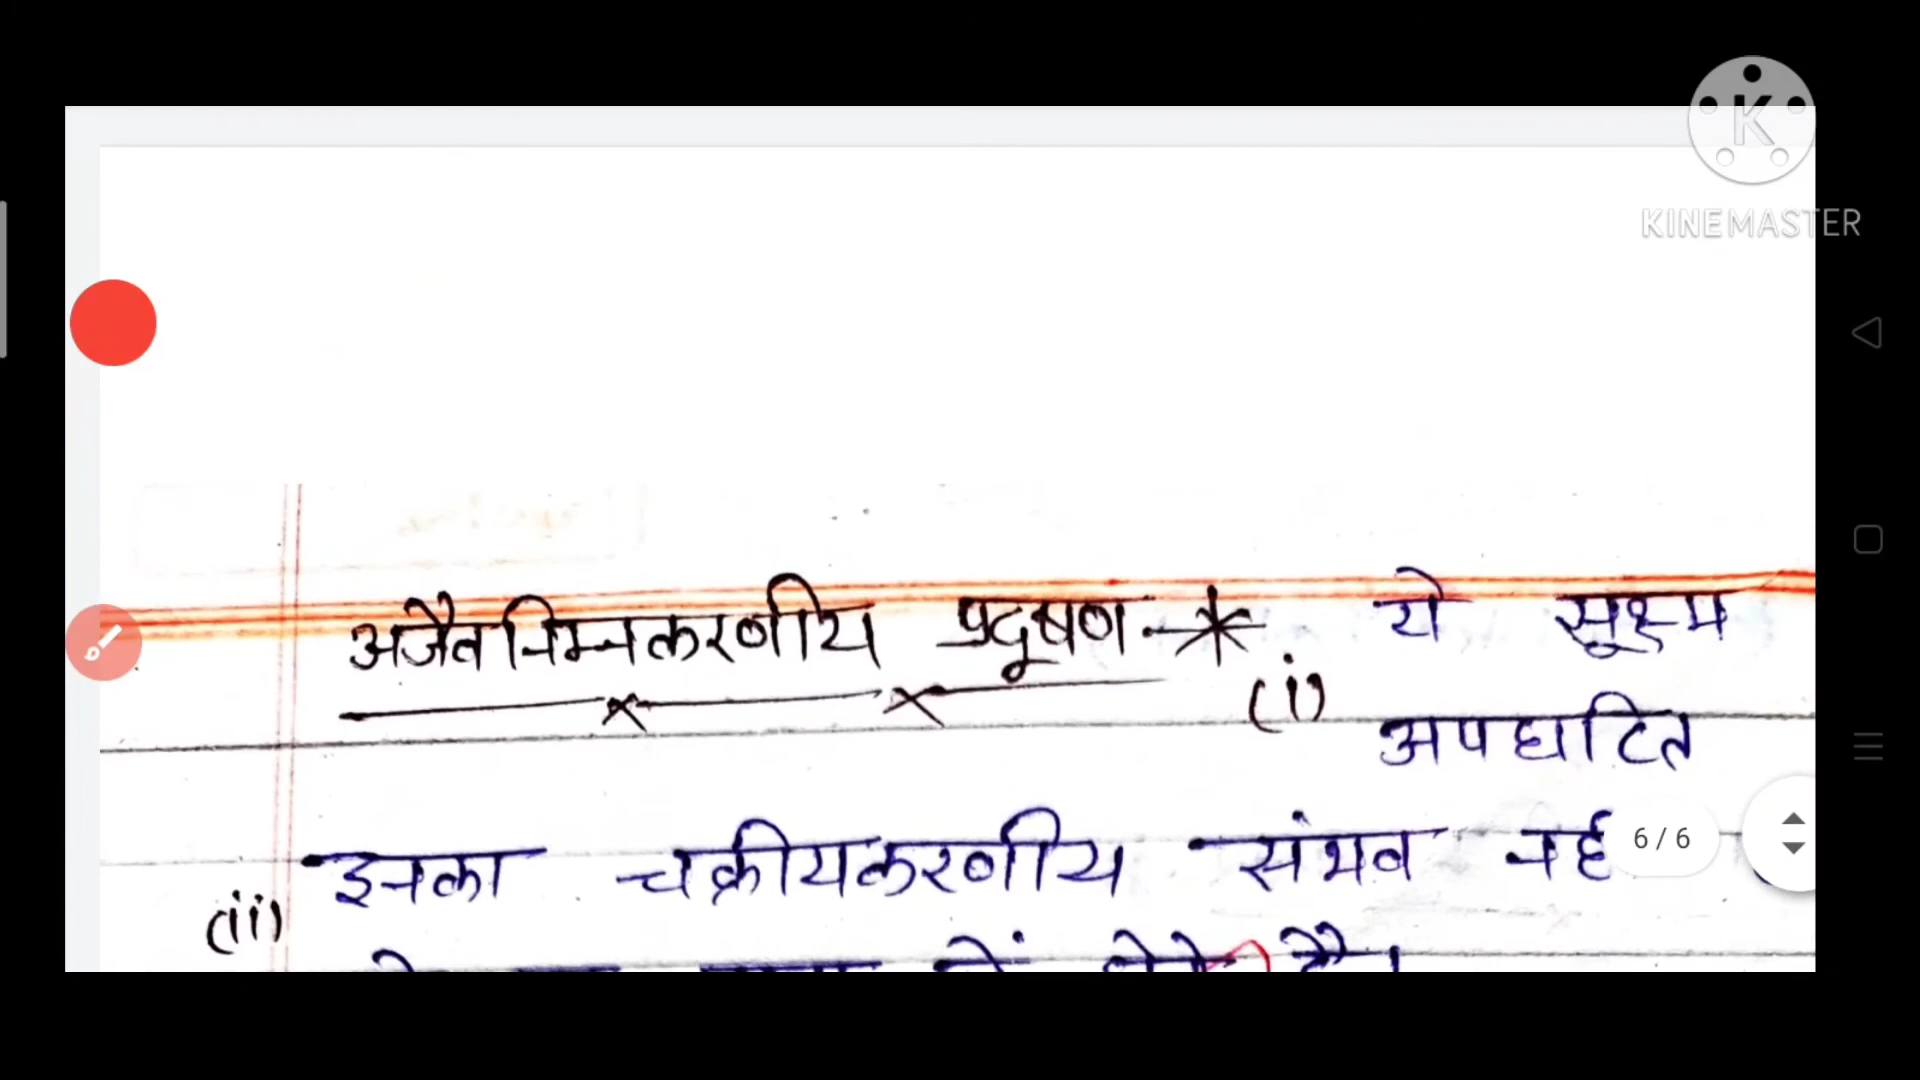 K
KINEMASTER
अजैव निम्नकरणीय प्रदूषण ये सूक्ष्म
(i)
अपघटित
इनका चक्रीयकरणीय संभव नह
6 / 6
(ii)